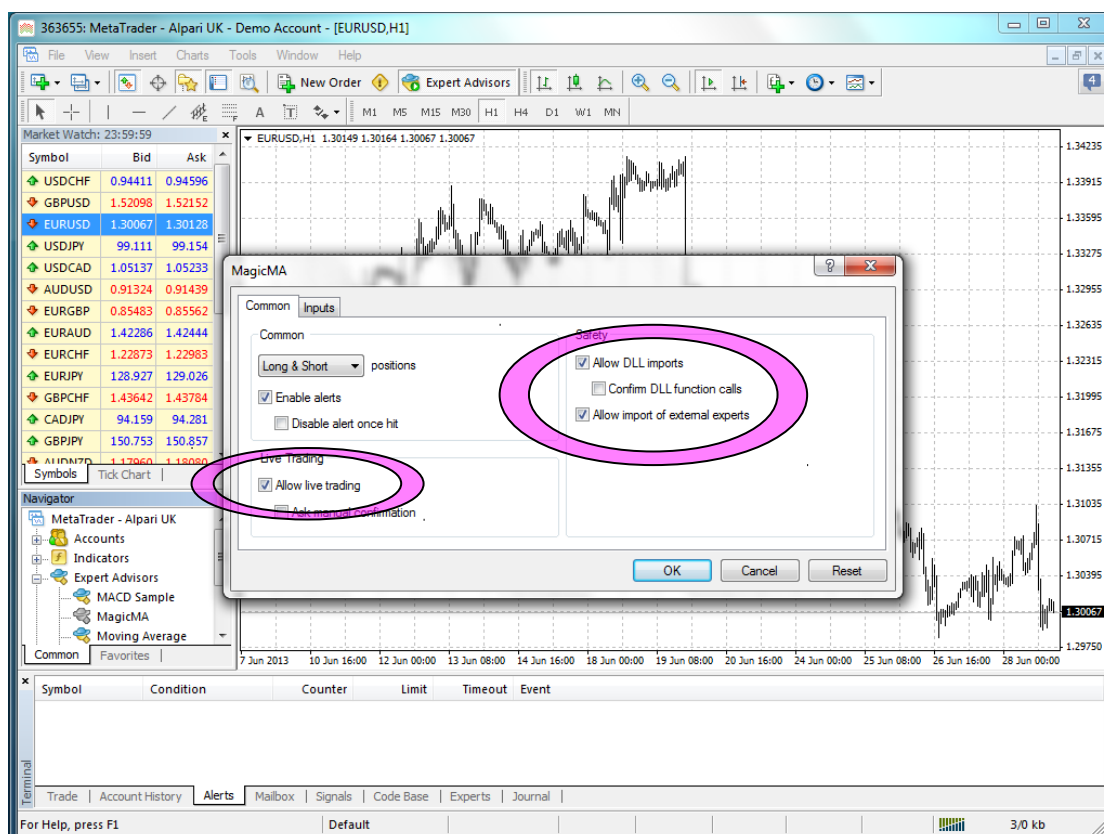 363655: MetaTrader - Alpari UK - Demo Account - [EURUSD,H1]
File View Insert Charts Tools Window Help
New Order Expert Advisors 4
A T M1 M5 M15 M30 H1 H4 D1 W1 MN
Market Watch: 23:59:59
Symbol Bid Ask
USDCHF 0.94411 0.94596
GBPUSD 1.52098 1.52152
EURUSD 1.30067 1.30128
USDJPY 99.111 99.154
USDCAD 1.05137 1.05233
AUDUSD 0.91324 0.91439
EURGBP 0.85483 0.85562
EURAUD 1.42286 1.42444
EURCHF 1.22873 1.22983
EURJPY 128.927 129.026
GBPCHF 1.43642 1.43784
CADJPY 94.159 94.281
GBPJPY 150.753 150.857
AUDNZD 1.17960 1.18080
Symbols Tick Chart
Navigator
MetaTrader - Alpari UK
Accounts
Indicators
Expert Advisors
MACD Sample
MagicMA
Moving Average
Common Favorites
EURUSD,H1 1.30149 1.30164 1.30067 1.30067
1.34235
1.33915
1.33595
1.33275
1.32955
1.32635
1.32315
1.31995
1.31675
1.31355
1.31035
1.30715
1.30395
1.30067
1.29750
7 Jun 2013 10 Jun 16:00 12 Jun 00:00 13 Jun 08:00 14 Jun 16:00 18 Jun 00:00 19 Jun 08:00 20 Jun 16:00 24 Jun 00:00 25 Jun 08:00 26 Jun 16:00 28 Jun 00:00
MagicMA
Common Inputs
Common
Long & Short positions
Enable alerts
Disable alert once hit
Live Trading
Allow live trading
Ask manual confirmation
Safety
Allow DLL imports
Confirm DLL function calls
Allow import of external experts
OK Cancel Reset
Symbol Condition Counter Limit Timeout Event
Terminal
Trade Account History Alerts Mailbox Signals Code Base Experts Journal
For Help, press F1 Default 3/0 kb